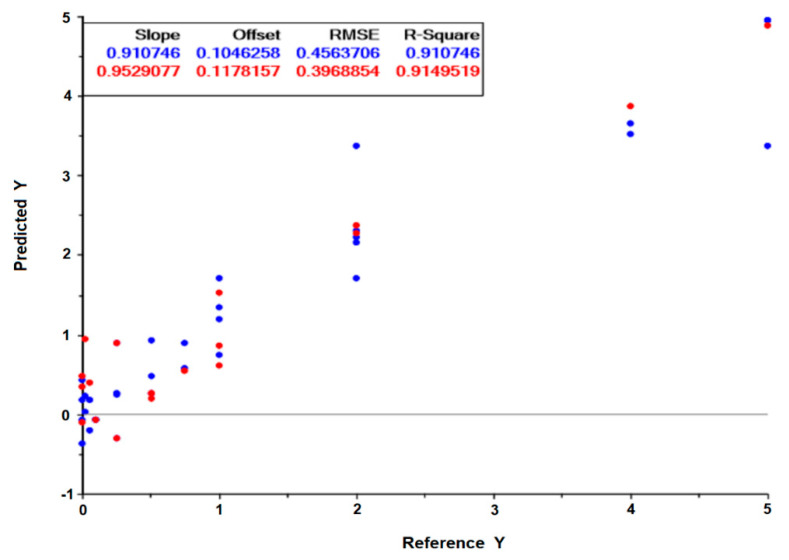 5
Slope Offset RMSE R-Square
0.910746 0.1046258 0.4563706 0.910746
0.9529077 0.1178157 0.3968854 0.9149519
4
3
2
1
0
-1
Predicted Y
0 1 2 3 4 5
Reference Y